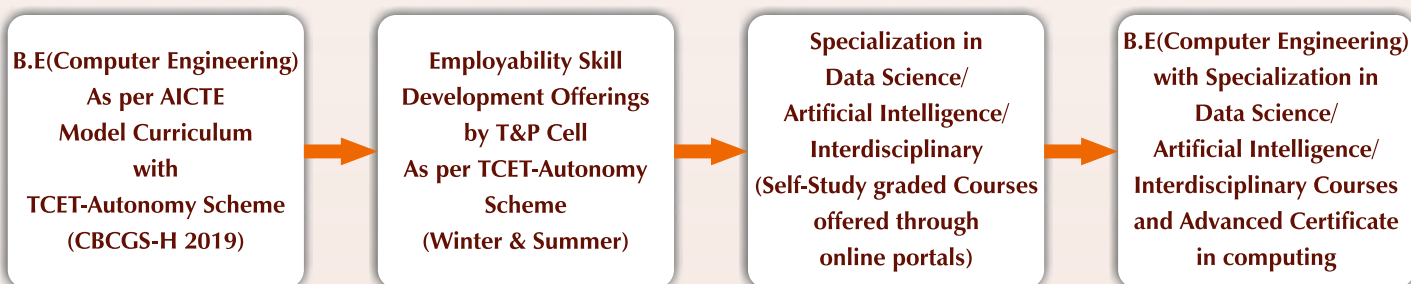 B.E(Computer Engineering)
As per AICTE
Model Curriculum
with
TCET-Autonomy Scheme
(CBCGS-H 2019)
Employability Skill
Development Offerings
by T&P Cell
As per TCET-Autonomy
Scheme
(Winter & Summer)
Specialization in
Data Science/
Artificial Intelligence/
Interdisciplinary
(Self-Study graded Courses
offered through
online portals)
B.E(Computer Engineering)
with Specialization in
Data Science/
Artificial Intelligence/
Interdisciplinary Courses
and Advanced Certificate
in computing